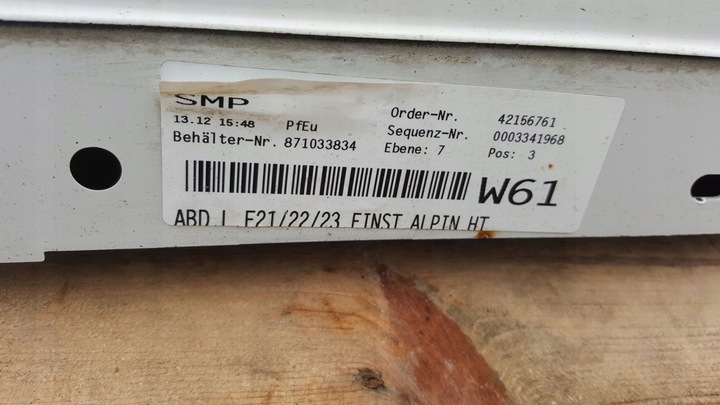 SMP
13.12 15:48 PfEu
Behälter-Nr. 871033834
Order-Nr. 42156761
Sequenz-Nr. 0003341968
Ebene: 7 Pos: 3
W61
ABD L F21/22/23 EINST ALPIN HT